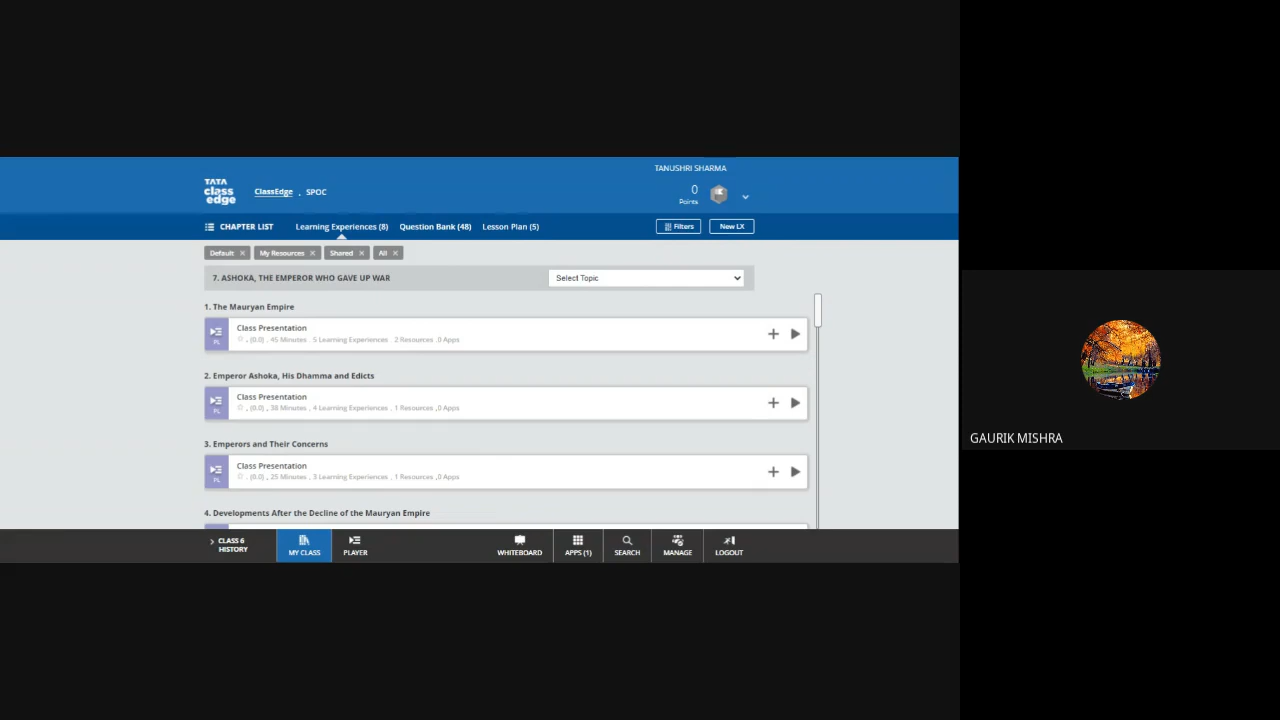 TANUSHRI SHARMA
TATA
class
edge
ClassEdge . SPOC
0
Points
CHAPTER LIST Learning Experiences (8) Question Bank (48) Lesson Plan (5) Filters New LX
Default × My Resources × Shared × All ×
7. ASHOKA, THE EMPEROR WHO GAVE UP WAR Select Topic
1. The Mauryan Empire
PL
Class Presentation
, (0.0) , 45 Minutes , 5 Learning Experiences , 2 Resources ,0 Apps
2. Emperor Ashoka, His Dhamma and Edicts
PL
Class Presentation
, (0.0) , 38 Minutes , 4 Learning Experiences , 1 Resources ,0 Apps
3. Emperors and Their Concerns
PL
Class Presentation
, (0.0) , 25 Minutes , 3 Learning Experiences , 1 Resources ,0 Apps
4. Developments After the Decline of the Mauryan Empire
CLASS 6
HISTORY
MY CLASS PLAYER WHITEBOARD APPS (1) SEARCH MANAGE LOGOUT
GAURIK MISHRA